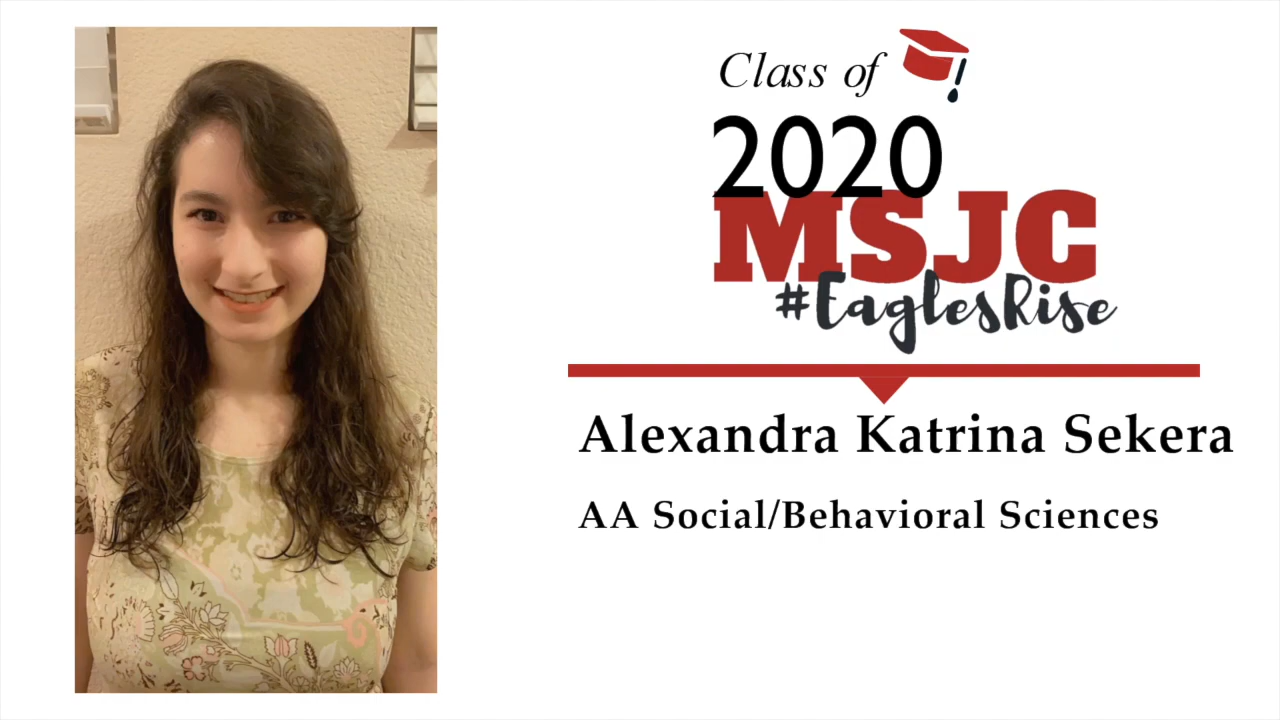 Class of
2020
MSJC
#EaglesRise
Alexandra Katrina Sekera
AA Social/Behavioral Sciences